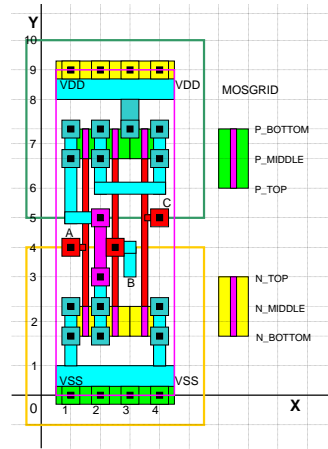 Y
10
9
VDD VDD
8
MOSGRID
7
P_BOTTOM
P_MIDDLE
6
P_TOP
C
5
A
4
B
3
N_TOP
2
N_MIDDLE
N_BOTTOM
1
VSS VSS
0
1 2 3 4
X